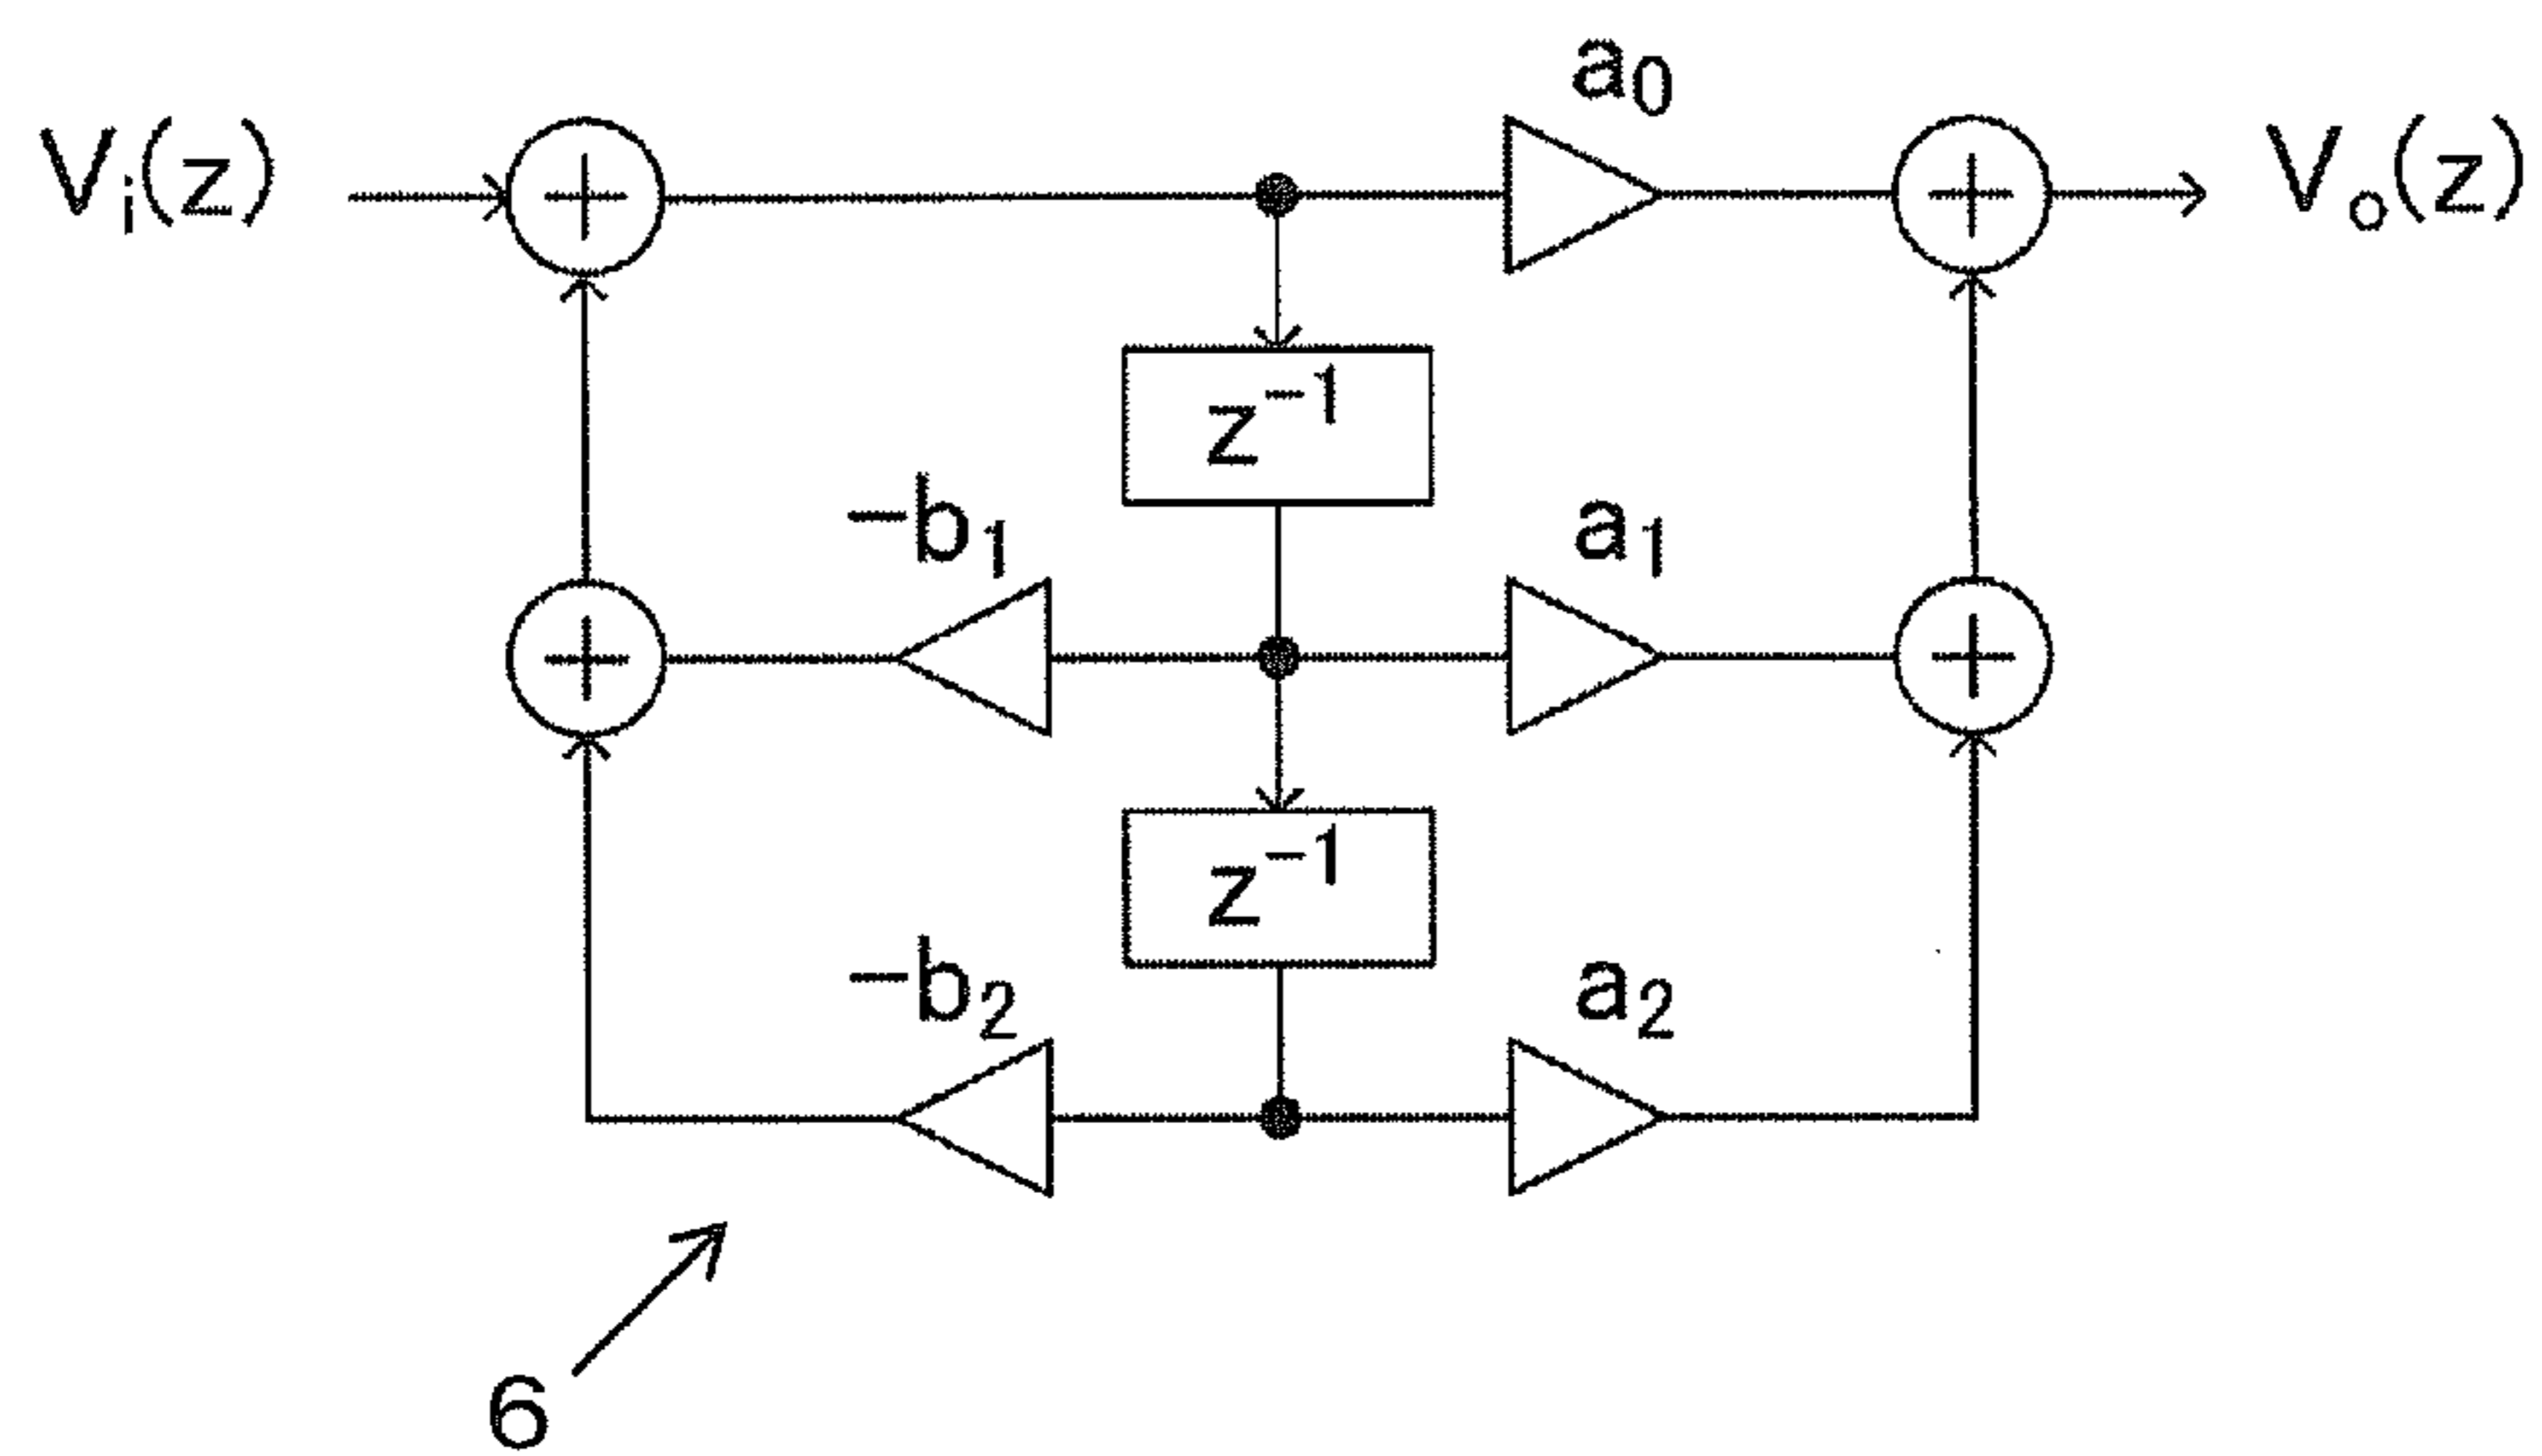 a₀
Vᵢ(z)
Vₒ(z)
z⁻¹
-b₁
a₁
z⁻¹
-b₂
a₂
6